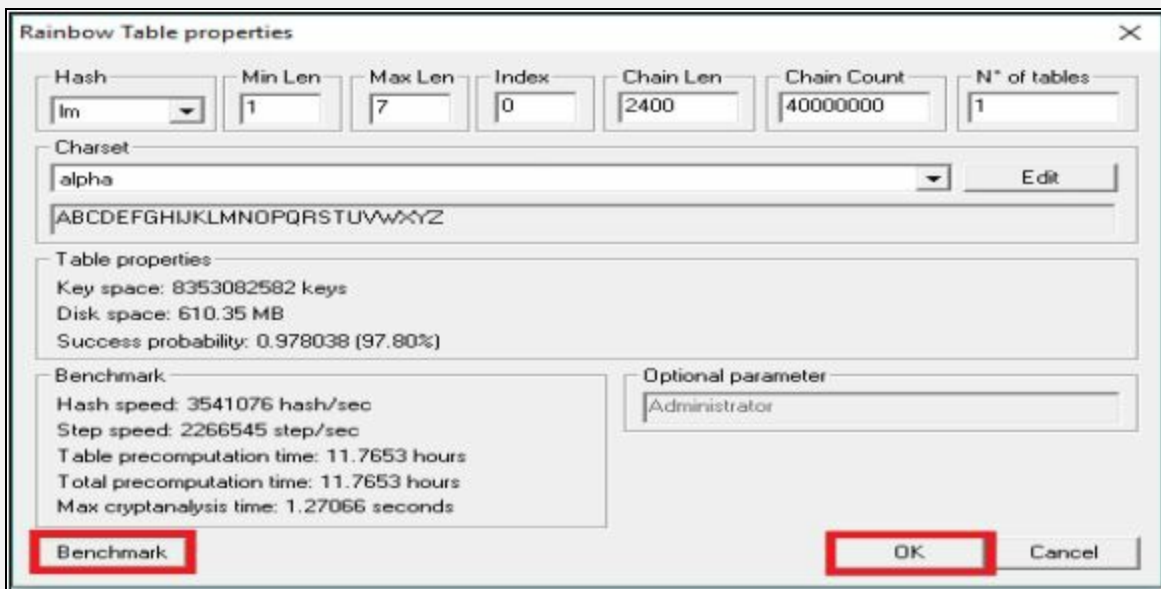 Rainbow Table properties
Hash Min Len Max Len Index Chain Len Chain Count N° of tables
lm 1 7 0 2400 40000000 1
Charset
alpha Edit
ABCDEFGHIJKLMNOPQRSTUVWXYZ
Table properties
Key space: 8353082582 keys
Disk space: 610.35 MB
Success probability: 0.978038 (97.80%)
Benchmark Optional parameter
Hash speed: 3541076 hash/sec Administrator
Step speed: 2266545 step/sec
Table precomputation time: 11.7653 hours
Total precomputation time: 11.7653 hours
Max cryptanalysis time: 1.27066 seconds
Benchmark OK Cancel